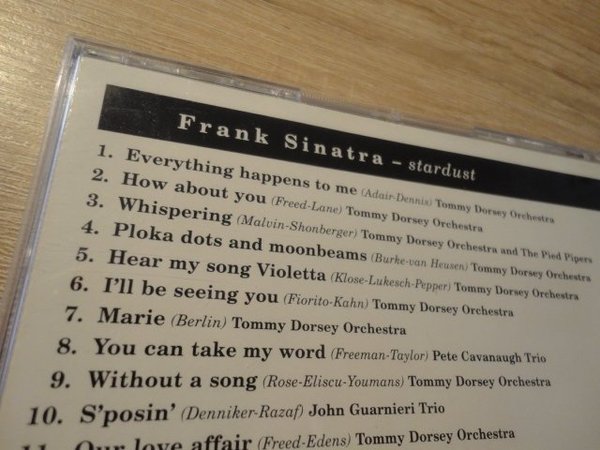 Frank Sinatra – stardust
1. Everything happens to me (Adair-Dennis) Tommy Dorsey Orchestra
2. How about you (Freed-Lane) Tommy Dorsey Orchestra
3. Whispering (Malvin-Shonberger) Tommy Dorsey Orchestra and The Pied Pipers
4. Ploka dots and moonbeams (Burke-van Heusen) Tommy Dorsey Orchestra
5. Hear my song Violetta (Klose-Lukesch-Pepper) Tommy Dorsey Orchestra
6. I'll be seeing you (Fiorito-Kahn) Tommy Dorsey Orchestra
7. Marie (Berlin) Tommy Dorsey Orchestra
8. You can take my word (Freeman-Taylor) Pete Cavanaugh Trio
9. Without a song (Rose-Eliscu-Youmans) Tommy Dorsey Orchestra
10. S'posin' (Denniker-Razaf) John Guarnieri Trio
11. Our love affair (Freed-Edens) Tommy Dorsey Orchestra